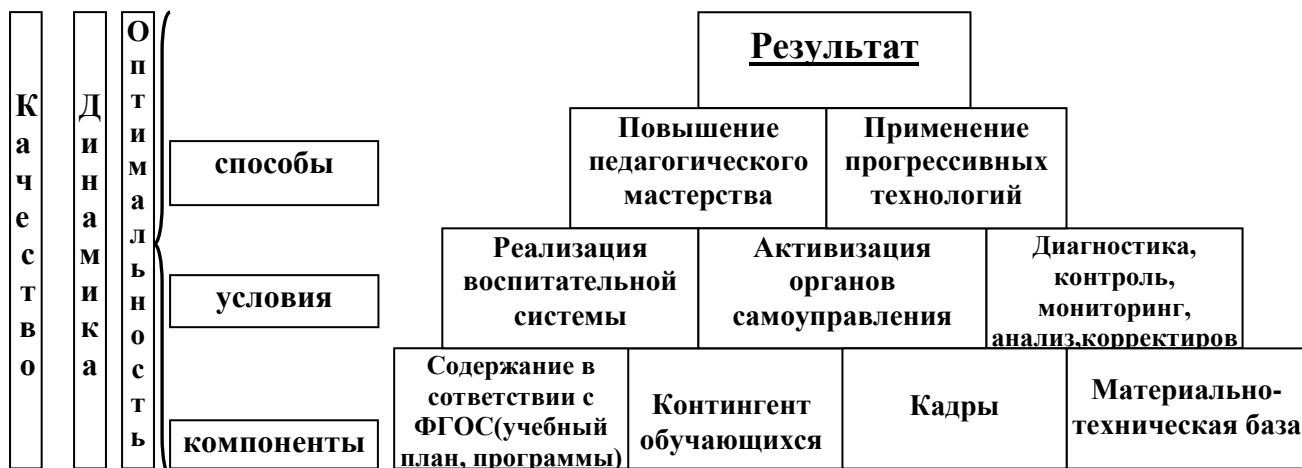 Качество
Динамика
Оптимальность
Результат
способы
Повышение
педагогического
мастерства
Применение
прогрессивных
технологий
условия
Реализация
воспитательной
системы
Активизация
органов
самоуправления
Диагностика,
контроль,
мониторинг,
анализ,корректиров
компоненты
Содержание в
сответствии с
ФГОС(учебный
план, программы)
Контингент
обучающихся
Кадры
Материально-
техническая база